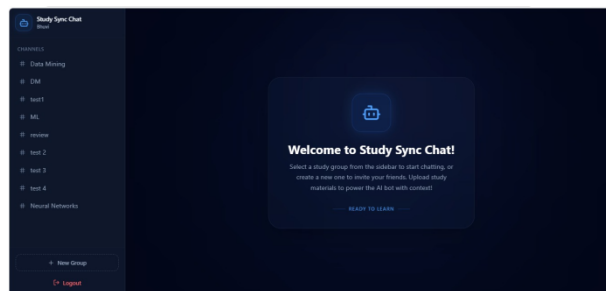 Study Sync Chat
CHANNELS
# Data Mining
# DM
# test1
# ML
# review
# test 2
# test 3
# test 4
# Neural Networks
+ New Group
Logout
Welcome to Study Sync Chat!
Select a study group from the sidebar to start chatting, or
create a new one to invite your friends. Upload study
materials to power the AI bot with context!
READY TO LEARN